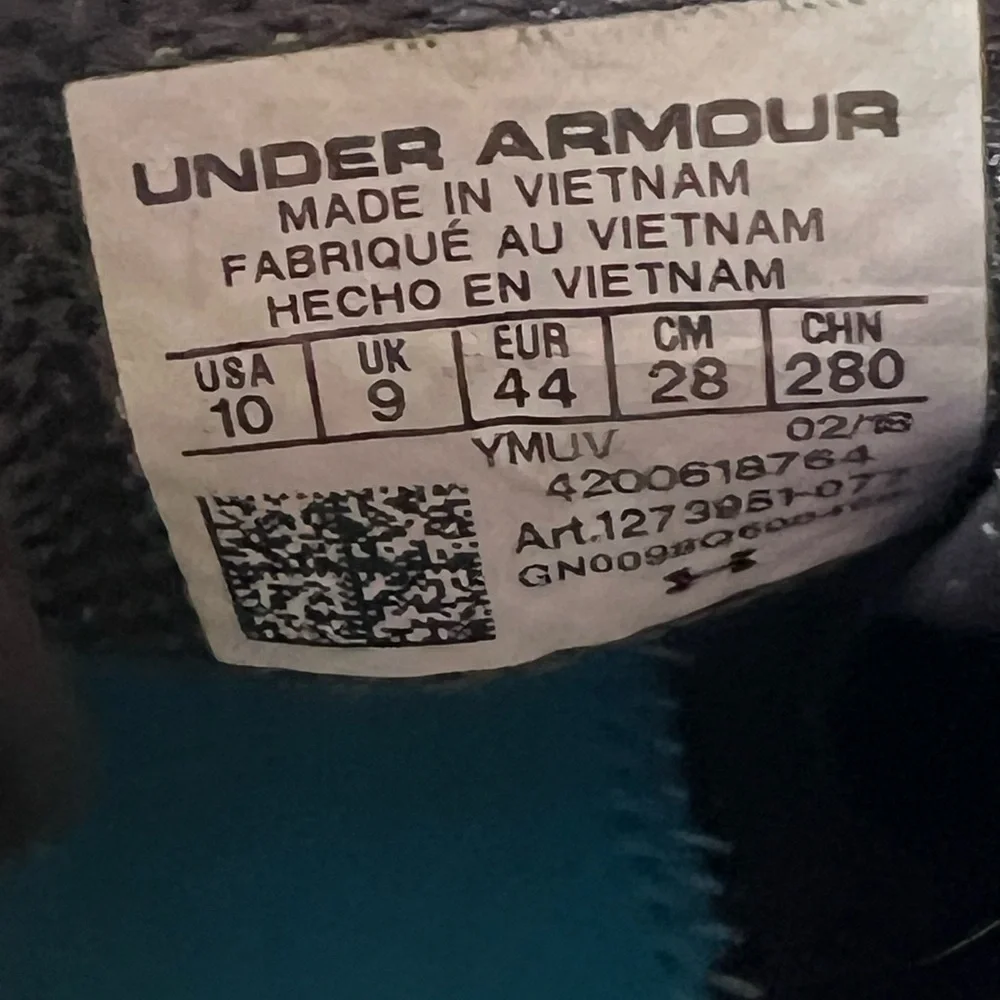 UNDER ARMOUR
MADE IN VIETNAM
FABRIQUÉ AU VIETNAM
HECHO EN VIETNAM
USA UK EUR CM CHN
10 9 44 28 280
YMUV
4200618764